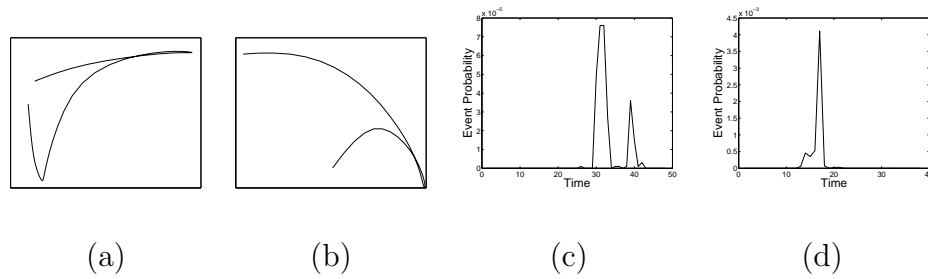 x 10⁻⁵
8
7
6
5
4
3
2
1
0
Event Probability
0 10 20 30 40 50
Time
x 10⁻³
4.5
4
3.5
3
2.5
2
1.5
1
0.5
0
Event Probability
0 10 20 30 40
Time
(a) (b) (c) (d)